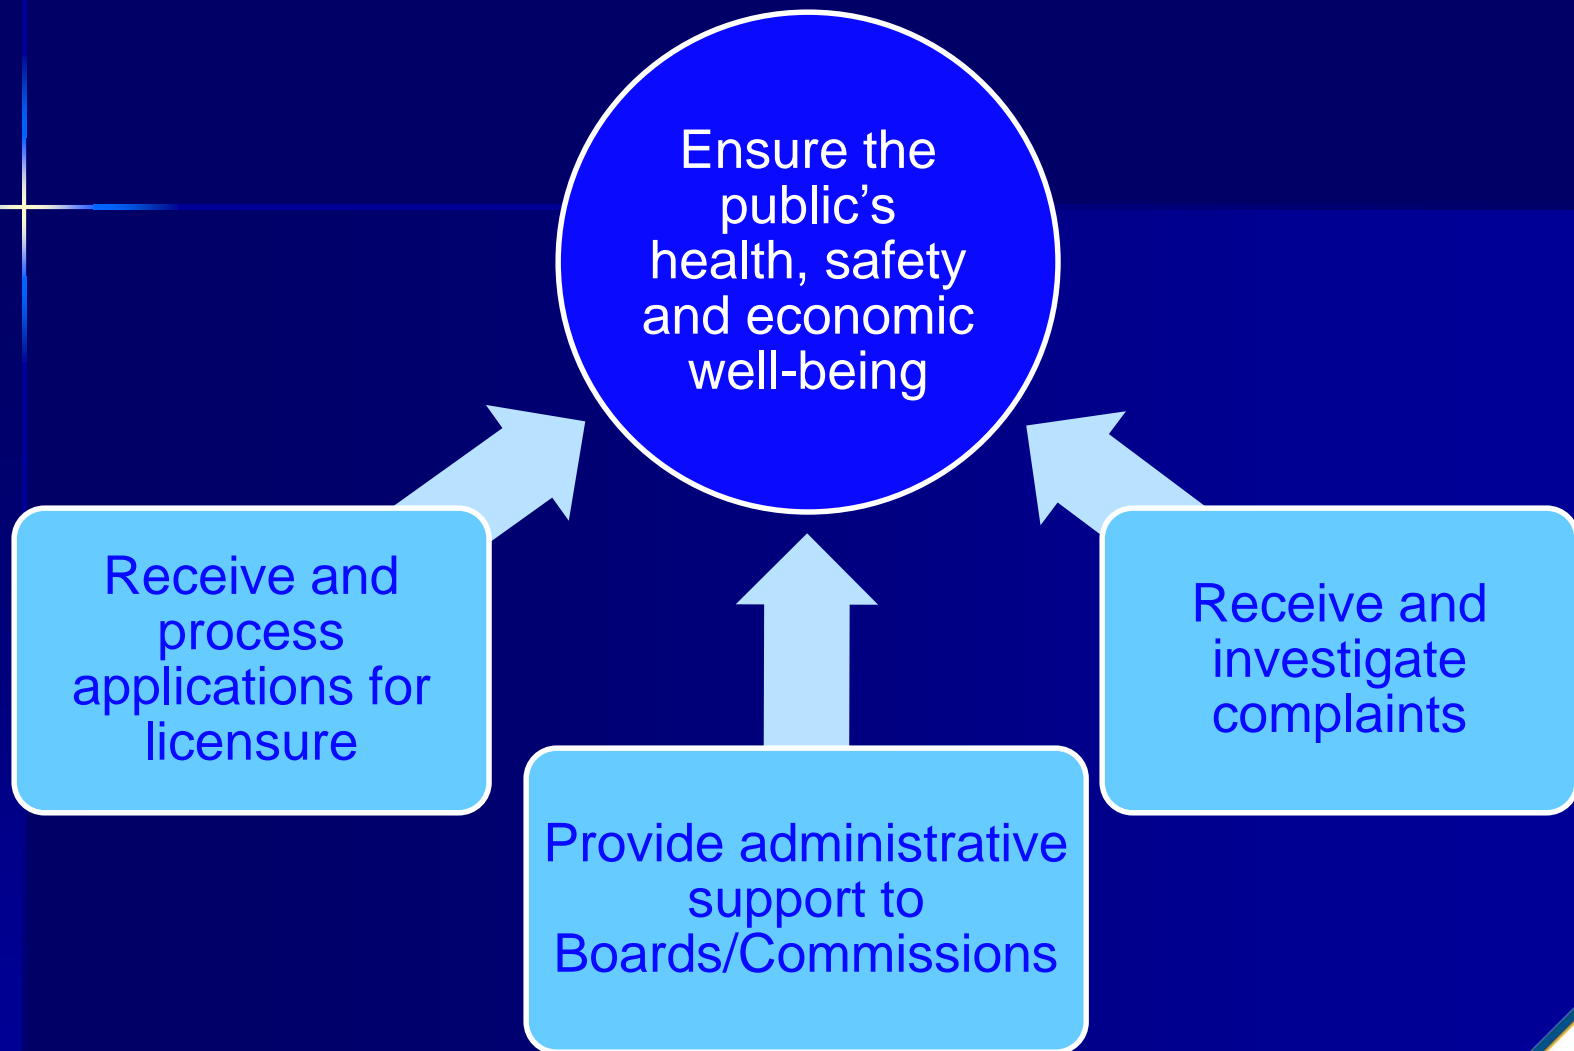 Ensure the
public’s
health, safety
and economic
well-being
Receive and
process
applications for
licensure
Provide administrative
support to
Boards/Commissions
Receive and
investigate
complaints